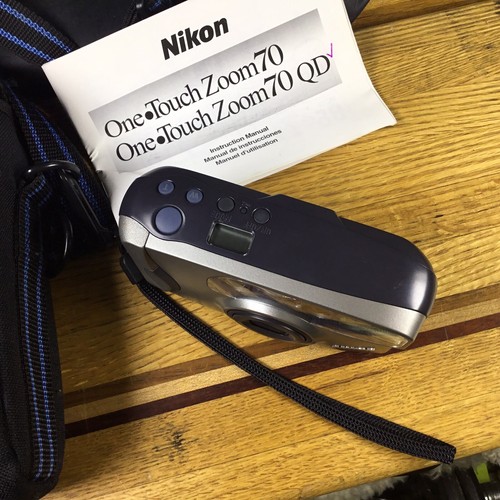 Nikon
One•Touch Zoom70
One•Touch Zoom70 QD
Instruction Manual
Manual de instrucciones
Manuel d'utilisation